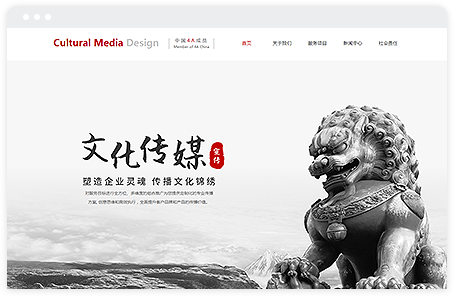 Cultural Media Design
中国4A成员
Member of 4A China
首页 关于我们 服务项目 新闻中心 社会责任
文化传媒
宣传
塑造企业灵魂 传播文化锦绣